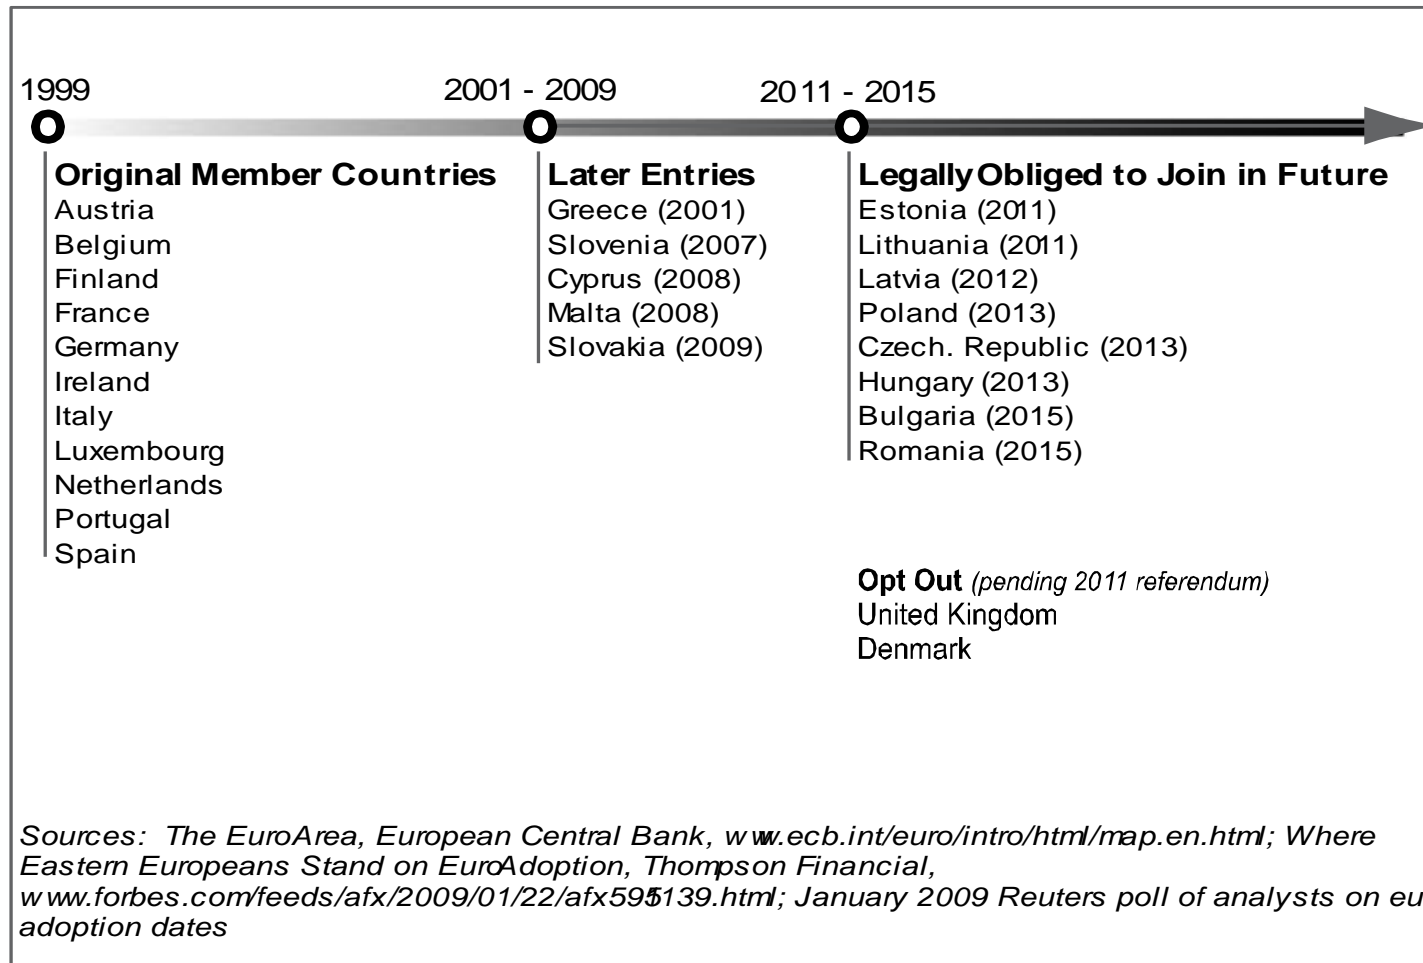 1999
2001 - 2009
2011 - 2015
Original Member Countries
Austria
Belgium
Finland
France
Germany
Ireland
Italy
Luxembourg
Netherlands
Portugal
Spain
Later Entries
Greece (2001)
Slovenia (2007)
Cyprus (2008)
Malta (2008)
Slovakia (2009)
Legally Obliged to Join in Future
Estonia (2011)
Lithuania (2011)
Latvia (2012)
Poland (2013)
Czech. Republic (2013)
Hungary (2013)
Bulgaria (2015)
Romania (2015)
Opt Out (pending 2011 referendum)
United Kingdom
Denmark
Sources: The Euro Area, European Central Bank, www.ecb.int/euro/intro/html/map.en.html; Where
Eastern Europeans Stand on Euro Adoption, Thompson Financial,
www.forbes.com/feeds/afx/2009/01/22/afx5951139.html; January 2009 Reuters poll of analysts on eu
adoption dates